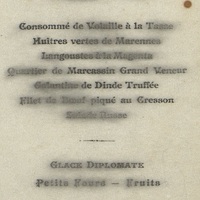 Consommé de Volaille à la Tasse
Huîtres vertes de Marennes
Langoustes à la Magenta
Quartier de Marcassin Grand Veneur
Galantine de Dinde Truffée
Filet de Bœuf piqué au Cresson
Salade Russe
GLACE DIPLOMATE
Petits Fours — Fruits